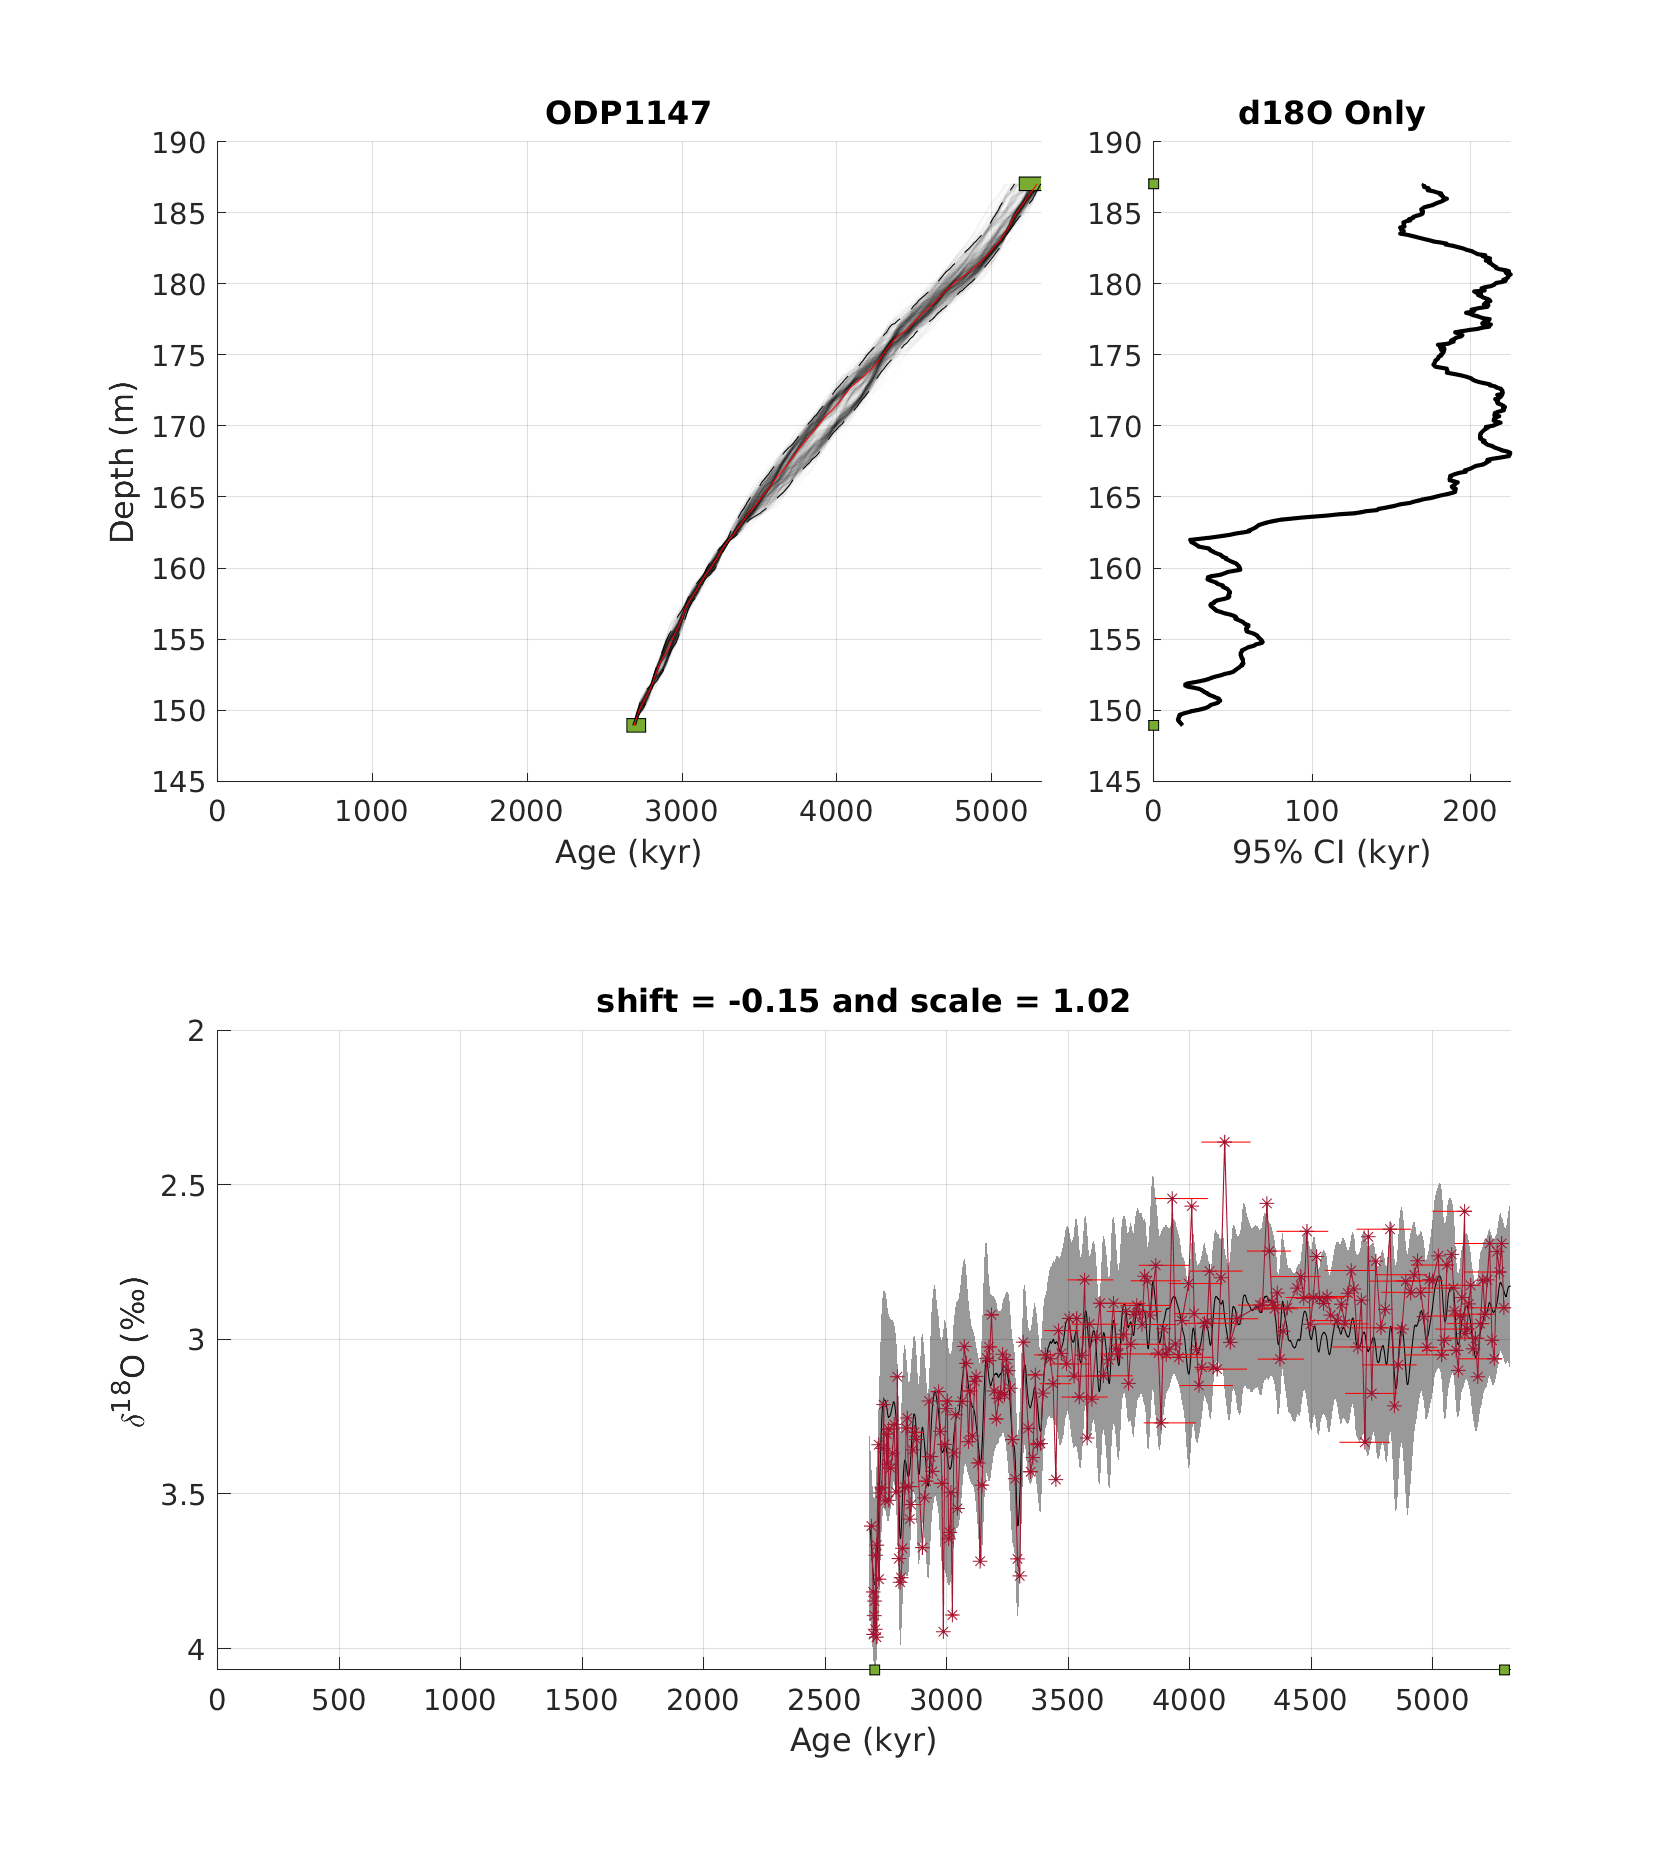 ODP1147
d18O Only
190
185
180
175
170
165
160
155
150
145
Depth (m)
0 1000 2000 3000 4000 5000
Age (kyr)
190
185
180
175
170
165
160
155
150
145
0 100 200
95% CI (kyr)
shift = -0.15 and scale = 1.02
2
2.5
3
3.5
4
δ18O (‰)
0 500 1000 1500 2000 2500 3000 3500 4000 4500 5000
Age (kyr)